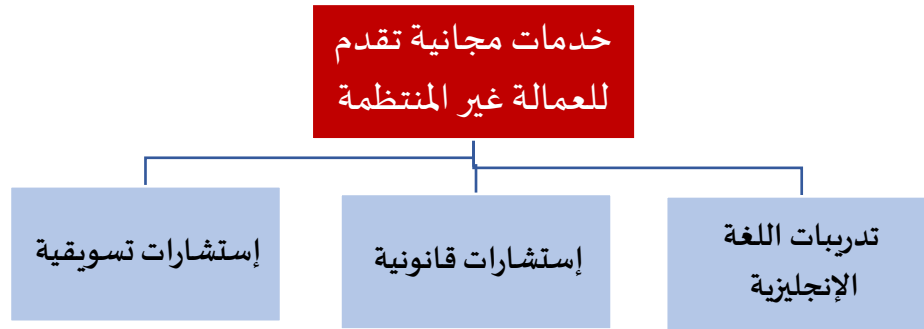 خدمات مجانية تقدم
للعمالة غير المنتظمة
تدريبات اللغة
الإنجليزية
إستشارات قانونية
إستشارات تسويقية